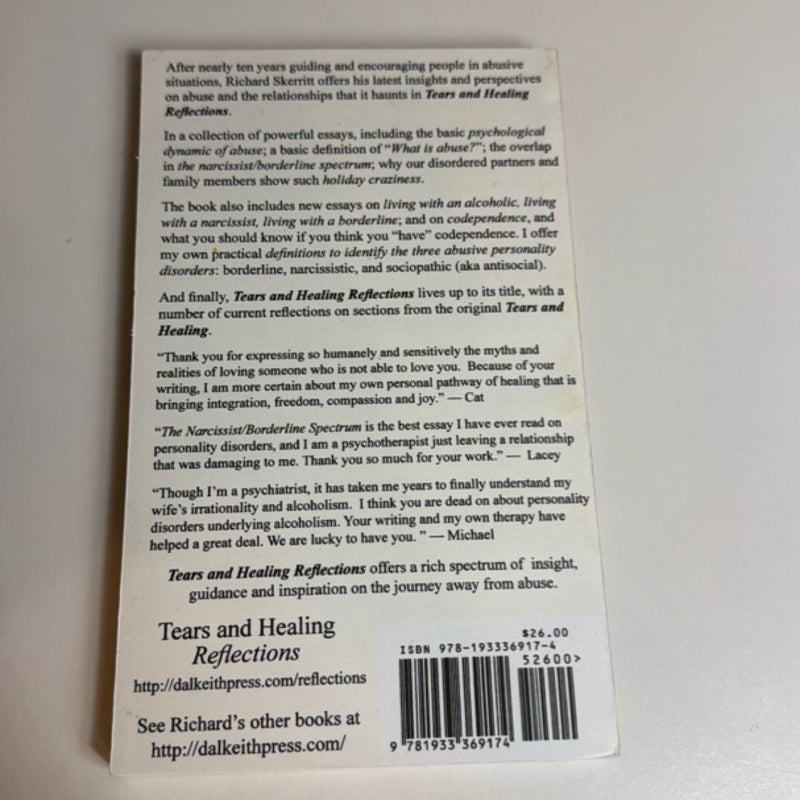 After nearly ten years guiding and encouraging people in abusive
situations, Richard Skerritt offers his latest insights and perspectives
on abuse and the relationships that it haunts in Tears and Healing
Reflections.
In a collection of powerful essays, including the basic psychological
dynamic of abuse; a basic definition of “What is abuse?”; the overlap
in the narcissist/borderline spectrum; why our disordered partners and
family members show such holiday craziness.
The book also includes new essays on living with an alcoholic, living
with a narcissist, living with a borderline; and on codependence, and
what you should know if you think you “have” codependence. I offer
my own practical definitions to identify the three abusive personality
disorders: borderline, narcissistic, and sociopathic (aka antisocial).
And finally, Tears and Healing Reflections lives up to its title, with a
number of current reflections on sections from the original Tears and
Healing.
“Thank you for expressing so humanely and sensitively the myths and
realities of loving someone who is not able to love you. Because of your
writing, I am more certain about my own personal pathway of healing that is
bringing integration, freedom, compassion and joy.” — Cat
“The Narcissist/Borderline Spectrum is the best essay I have ever read on
personality disorders, and I am a psychotherapist just leaving a relationship
that was damaging to me. Thank you so much for your work.” — Lacey
“Though I’m a psychiatrist, it has taken me years to finally understand my
wife’s irrationality and alcoholism. I think you are dead on about personality
disorders underlying alcoholism. Your writing and my own therapy have
helped a great deal. We are lucky to have you. ” — Michael
Tears and Healing Reflections offers a rich spectrum of insight,
guidance and inspiration on the journey away from abuse.
Tears and Healing
Reflections
http://dalkeithpress.com/reflections
See Richard’s other books at
http://dalkeithpress.com/
$26.00
ISBN 978-193336917-4
52600>
9 781933 369174